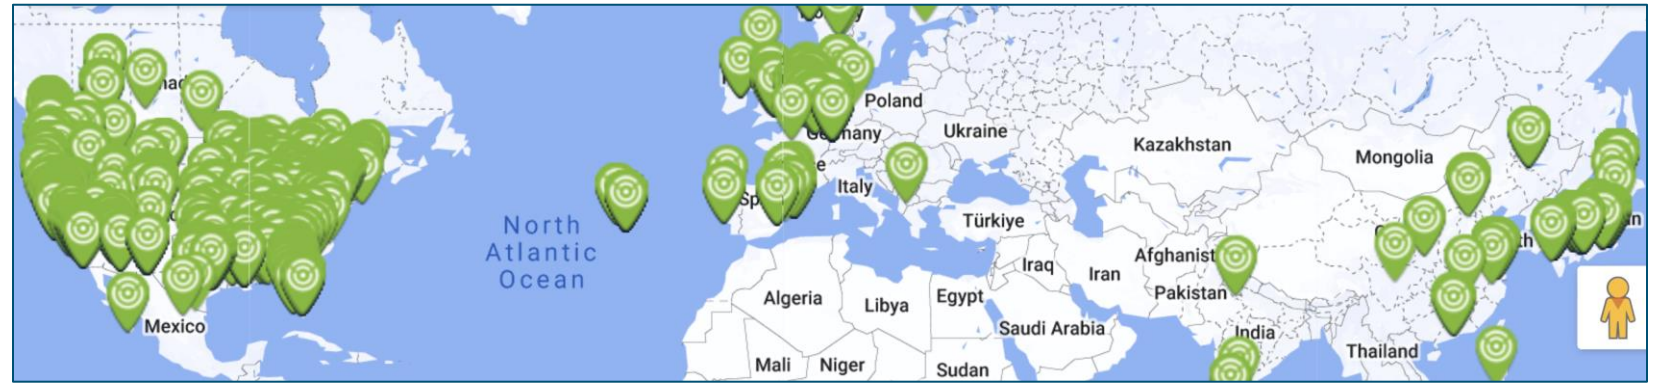 Poland
Ukraine
Kazakhstan
Mongolia
Italy
Türkiye
North
Atlantic
Ocean
Iraq
Iran
Afghanist
Pakistan
Algeria
Libya
Egypt
Saudi Arabia
Mexico
India
Thailand
Mali
Niger
Sudan